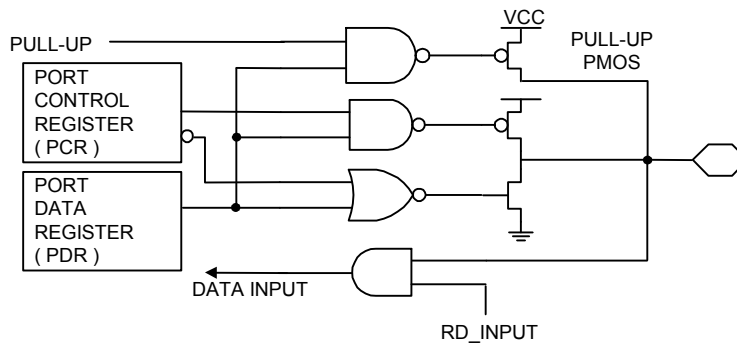 VCC
PULL-UP
PULL-UP
PMOS
PORT
CONTROL
REGISTER
( PCR )
PORT
DATA
REGISTER
( PDR )
DATA INPUT
RD_INPUT